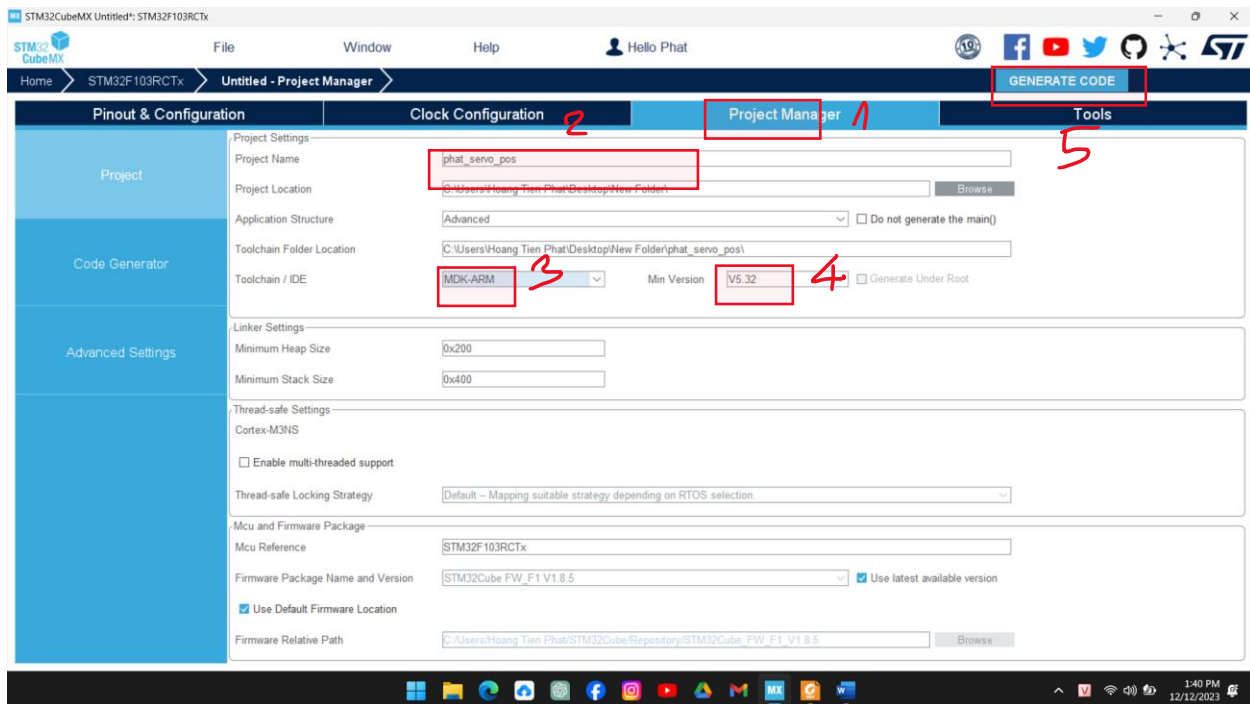 STM32CubeMX Untitled*: STM32F103RCTx
STM32 CubeMX
File Window Help Hello Phat
Home STM32F103RCTx Untitled - Project Manager GENERATE CODE
Pinout & Configuration Clock Configuration Project Manager Tools
2 1 5
Project
Code Generator
Advanced Settings
Project Settings
Project Name phat_servo_pos
Project Location C:\Users\Hoang Tien Phat\Desktop\New Folder\ Browse
Application Structure Advanced Do not generate the main()
Toolchain Folder Location C:\Users\Hoang Tien Phat\Desktop\New Folder\phat_servo_pos\
Toolchain / IDE MDK-ARM 3 Min Version V5.32 4 Generate Under Root
Linker Settings
Minimum Heap Size 0x200
Minimum Stack Size 0x400
Thread-safe Settings
Cortex-M3NS
Enable multi-threaded support
Thread-safe Locking Strategy Default – Mapping suitable strategy depending on RTOS selection.
Mcu and Firmware Package
Mcu Reference STM32F103RCTx
Firmware Package Name and Version STM32Cube FW_F1 V1.8.5 Use latest available version
Use Default Firmware Location
Firmware Relative Path C:/Users/Hoang Tien Phat/STM32Cube/Repository/STM32Cube_FW_F1_V1.8.5 Browse
1:40 PM
12/12/2023